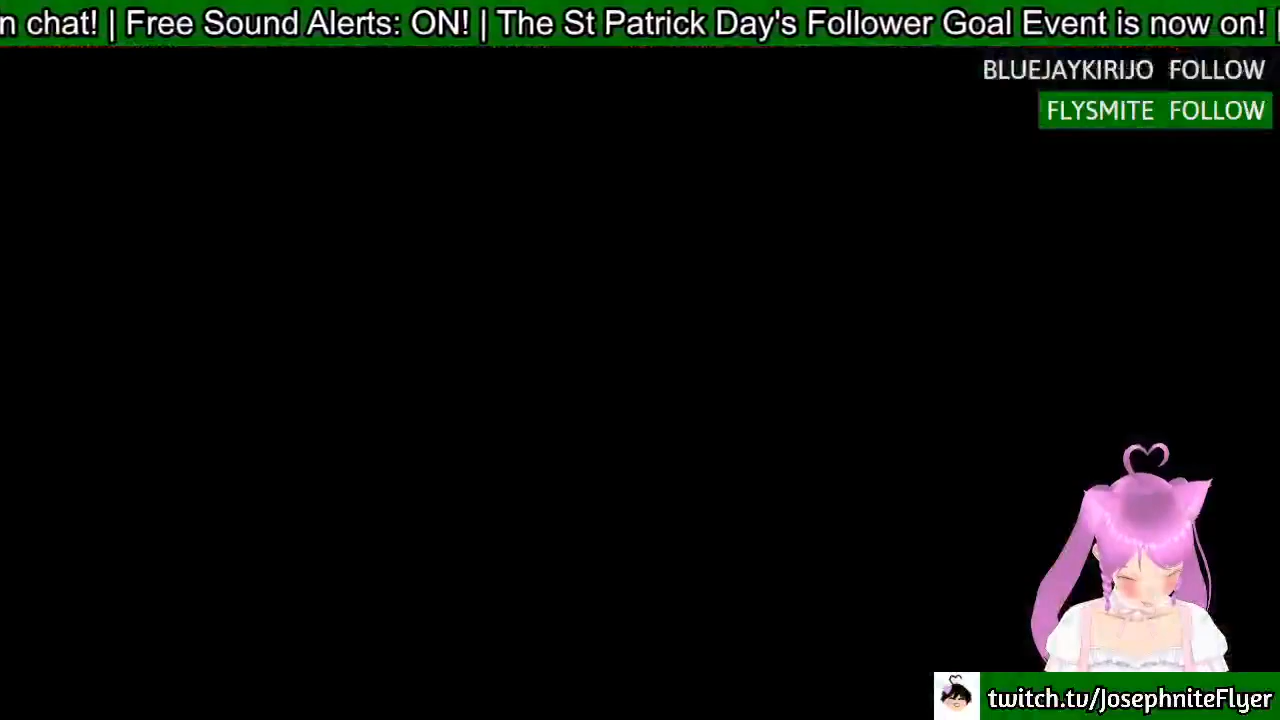 n chat! | Free Sound Alerts: ON! | The St Patrick Day's Follower Goal Event is now on! |
BLUEJAYKIRIJO FOLLOW
FLYSMITE FOLLOW
twitch.tv/JosephniteFlyer